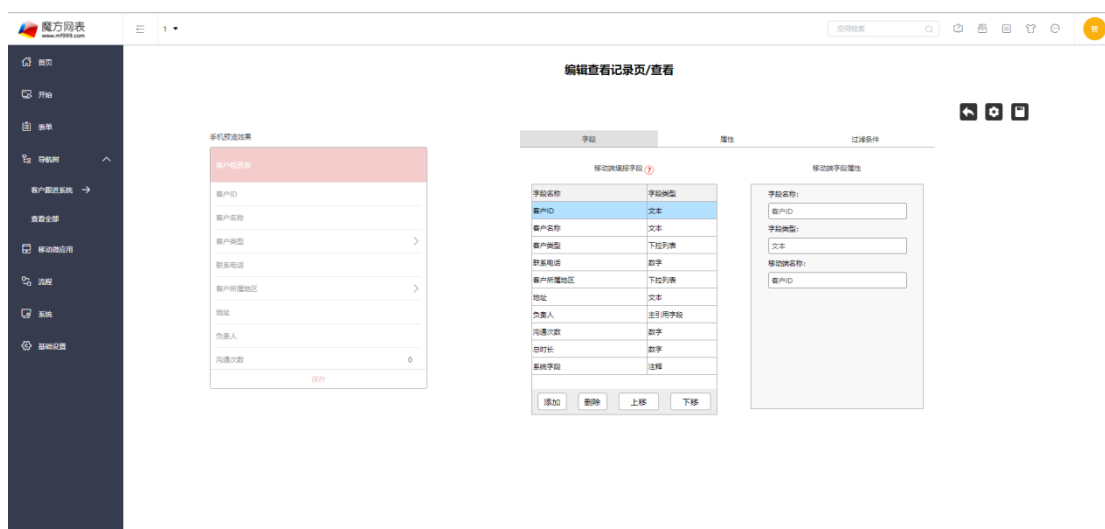 魔方网表
www.mf999.com
1
空间检索
首页
开始
表单
导航树
客户跟进系统
查看全部
移动微应用
流程
系统
基础设置
编辑查看记录页/查看
手机预览效果
客户信息表
客户ID
客户名称
客户类型
联系电话
客户所属地区
地址
负责人
沟通次数 0
保存
字段 属性 过滤条件
移动端填报字段 ?
字段名称 字段类型
客户ID 文本
客户名称 文本
客户类型 下拉列表
联系电话 数字
客户所属地区 下拉列表
地址 文本
负责人 主引用字段
沟通次数 数字
总时长 数字
系统字段 注释
添加 删除 上移 下移
移动端字段属性
字段名称：
客户ID
字段类型：
文本
移动端名称：
客户ID